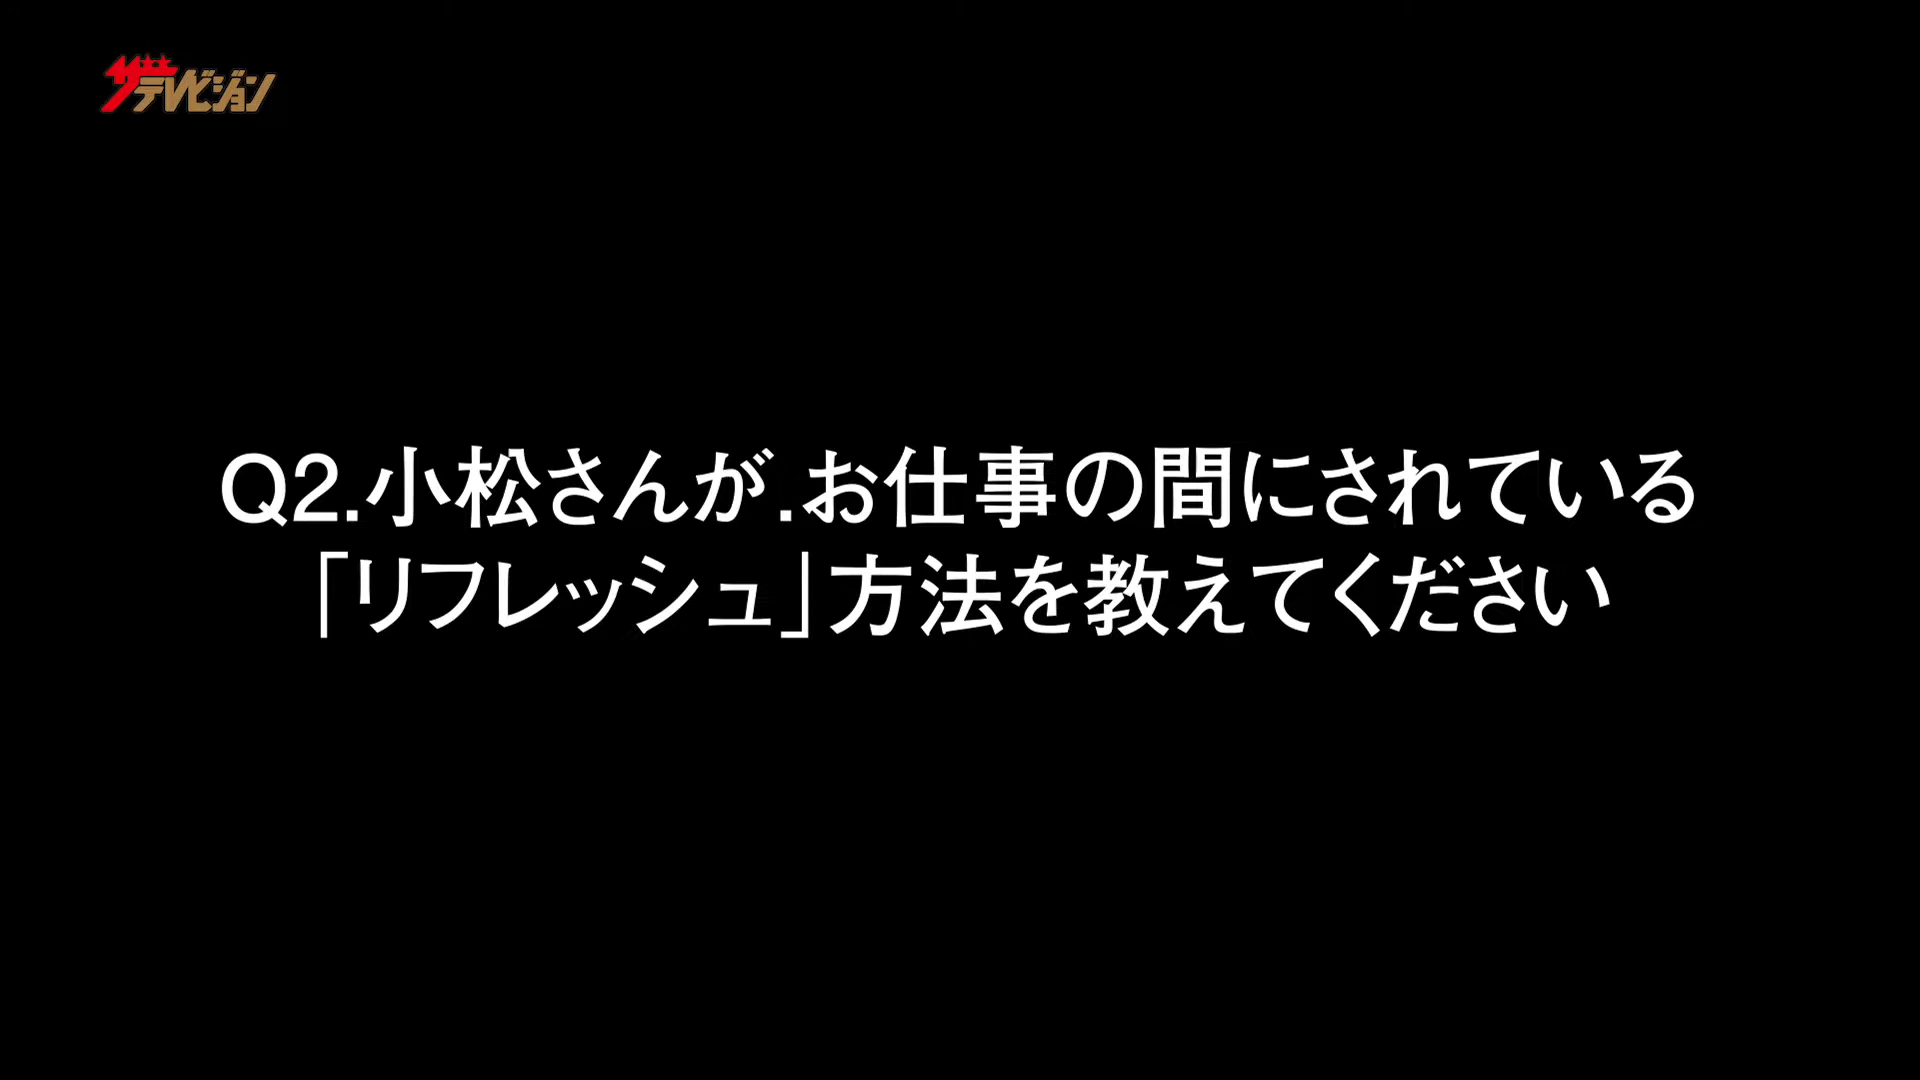 ザテレビジョン
Q2.小松さんが.お仕事の間にされている
「リフレッシュ」方法を教えてください